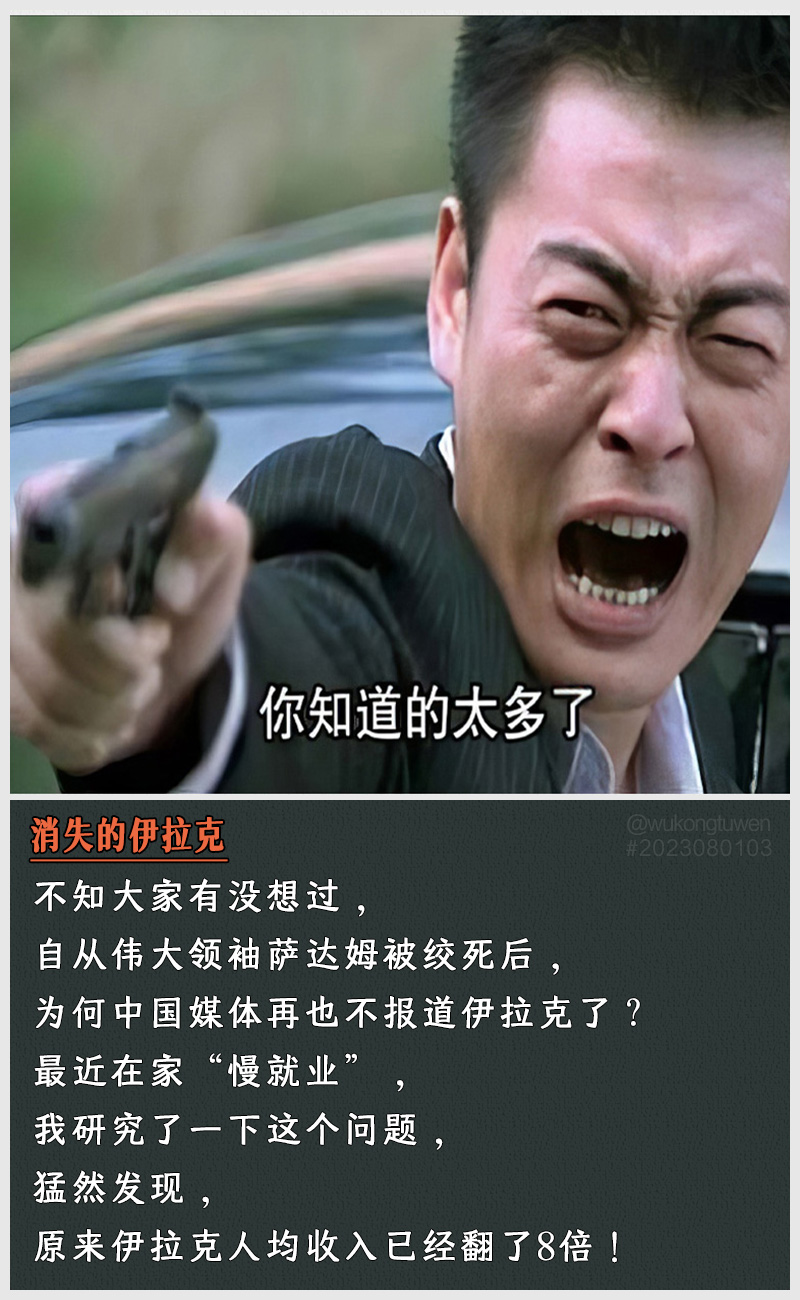 你知道的太多了
消失的伊拉克
@wukongtuwen
#2023080103
不知大家有没想过，
自从伟大领袖萨达姆被绞死后，
为何中国媒体再也不报道伊拉克了？
最近在家“慢就业”，
我研究了一下这个问题，
猛然发现，
原来伊拉克人均收入已经翻了8倍！